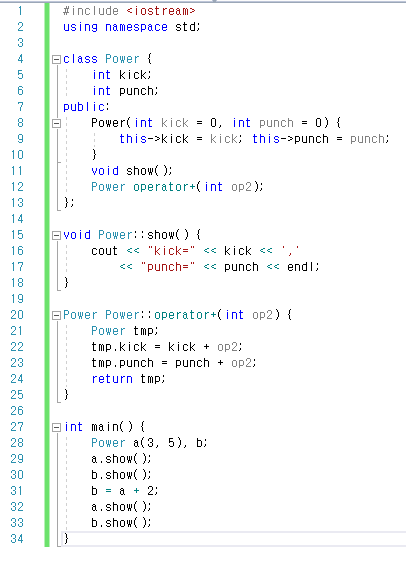 1 #include <iostream>
2 using namespace std;
3
4 class Power {
5 int kick;
6 int punch;
7 public:
8 Power(int kick = 0, int punch = 0) {
9 this->kick = kick; this->punch = punch;
10 }
11 void show();
12 Power operator+(int op2);
13 };
14
15 void Power::show() {
16 cout << "kick=" << kick << ','
17 << "punch=" << punch << endl;
18 }
19
20 Power Power::operator+(int op2) {
21 Power tmp;
22 tmp.kick = kick + op2;
23 tmp.punch = punch + op2;
24 return tmp;
25 }
26
27 int main() {
28 Power a(3, 5), b;
29 a.show();
30 b.show();
31 b = a + 2;
32 a.show();
33 b.show();
34 }